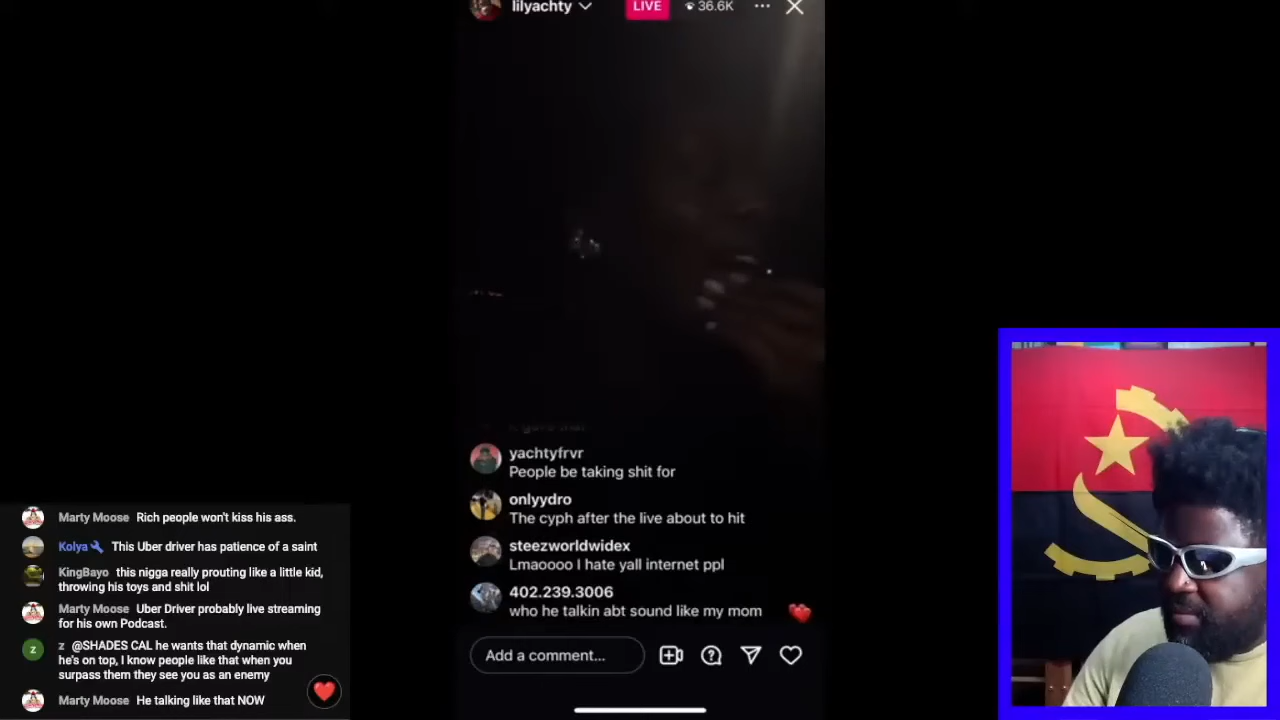 lilyachty
LIVE
36.6K
yachtyfrvr
People be taking shit for
onlyydro
The cyph after the live about to hit
steezworldwidex
Lmaoooo I hate yall internet ppl
402.239.3006
who he talkin abt sound like my mom
Add a comment...
Marty Moose Rich people won't kiss his ass.
Kolya This Uber driver has patience of a saint
KingBayo this nigga really prouting like a little kid,
throwing his toys and shit lol
Marty Moose Uber Driver probably live streaming
for his own Podcast.
z
z @SHADES CAL he wants that dynamic when
he's on top, I know people like that when you
surpass them they see you as an enemy
Marty Moose He talking like that NOW